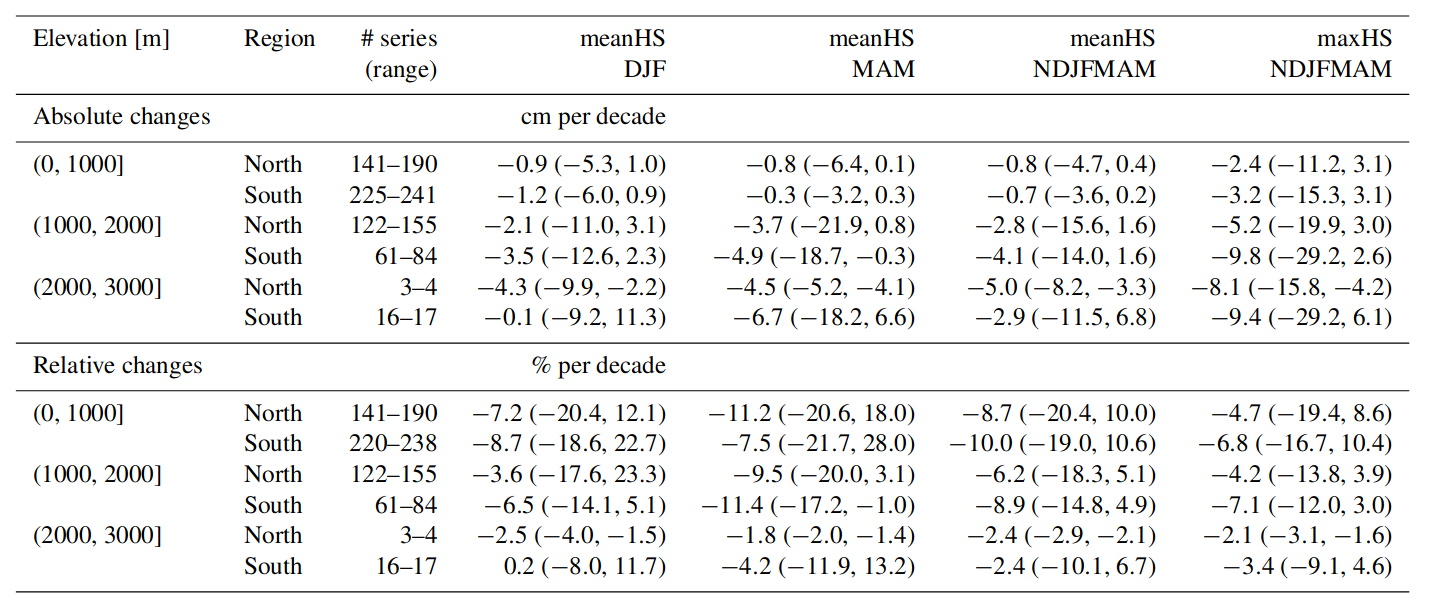 Elevation [m] Region # series meanHS meanHS meanHS maxHS
(range) DJF MAM NDJFMAM NDJFMAM
Absolute changes cm per decade
(0, 1000] North 141–190 −0.9 (−5.3, 1.0) −0.8 (−6.4, 0.1) −0.8 (−4.7, 0.4) −2.4 (−11.2, 3.1)
South 225–241 −1.2 (−6.0, 0.9) −0.3 (−3.2, 0.3) −0.7 (−3.6, 0.2) −3.2 (−15.3, 3.1)
(1000, 2000] North 122–155 −2.1 (−11.0, 3.1) −3.7 (−21.9, 0.8) −2.8 (−15.6, 1.6) −5.2 (−19.9, 3.0)
South 61–84 −3.5 (−12.6, 2.3) −4.9 (−18.7, −0.3) −4.1 (−14.0, 1.6) −9.8 (−29.2, 2.6)
(2000, 3000] North 3–4 −4.3 (−9.9, −2.2) −4.5 (−5.2, −4.1) −5.0 (−8.2, −3.3) −8.1 (−15.8, −4.2)
South 16–17 −0.1 (−9.2, 11.3) −6.7 (−18.2, 6.6) −2.9 (−11.5, 6.8) −9.4 (−29.2, 6.1)
Relative changes % per decade
(0, 1000] North 141–190 −7.2 (−20.4, 12.1) −11.2 (−20.6, 18.0) −8.7 (−20.4, 10.0) −4.7 (−19.4, 8.6)
South 220–238 −8.7 (−18.6, 22.7) −7.5 (−21.7, 28.0) −10.0 (−19.0, 10.6) −6.8 (−16.7, 10.4)
(1000, 2000] North 122–155 −3.6 (−17.6, 23.3) −9.5 (−20.0, 3.1) −6.2 (−18.3, 5.1) −4.2 (−13.8, 3.9)
South 61–84 −6.5 (−14.1, 5.1) −11.4 (−17.2, −1.0) −8.9 (−14.8, 4.9) −7.1 (−12.0, 3.0)
(2000, 3000] North 3–4 −2.5 (−4.0, −1.5) −1.8 (−2.0, −1.4) −2.4 (−2.9, −2.1) −2.1 (−3.1, −1.6)
South 16–17 0.2 (−8.0, 11.7) −4.2 (−11.9, 13.2) −2.4 (−10.1, 6.7) −3.4 (−9.1, 4.6)